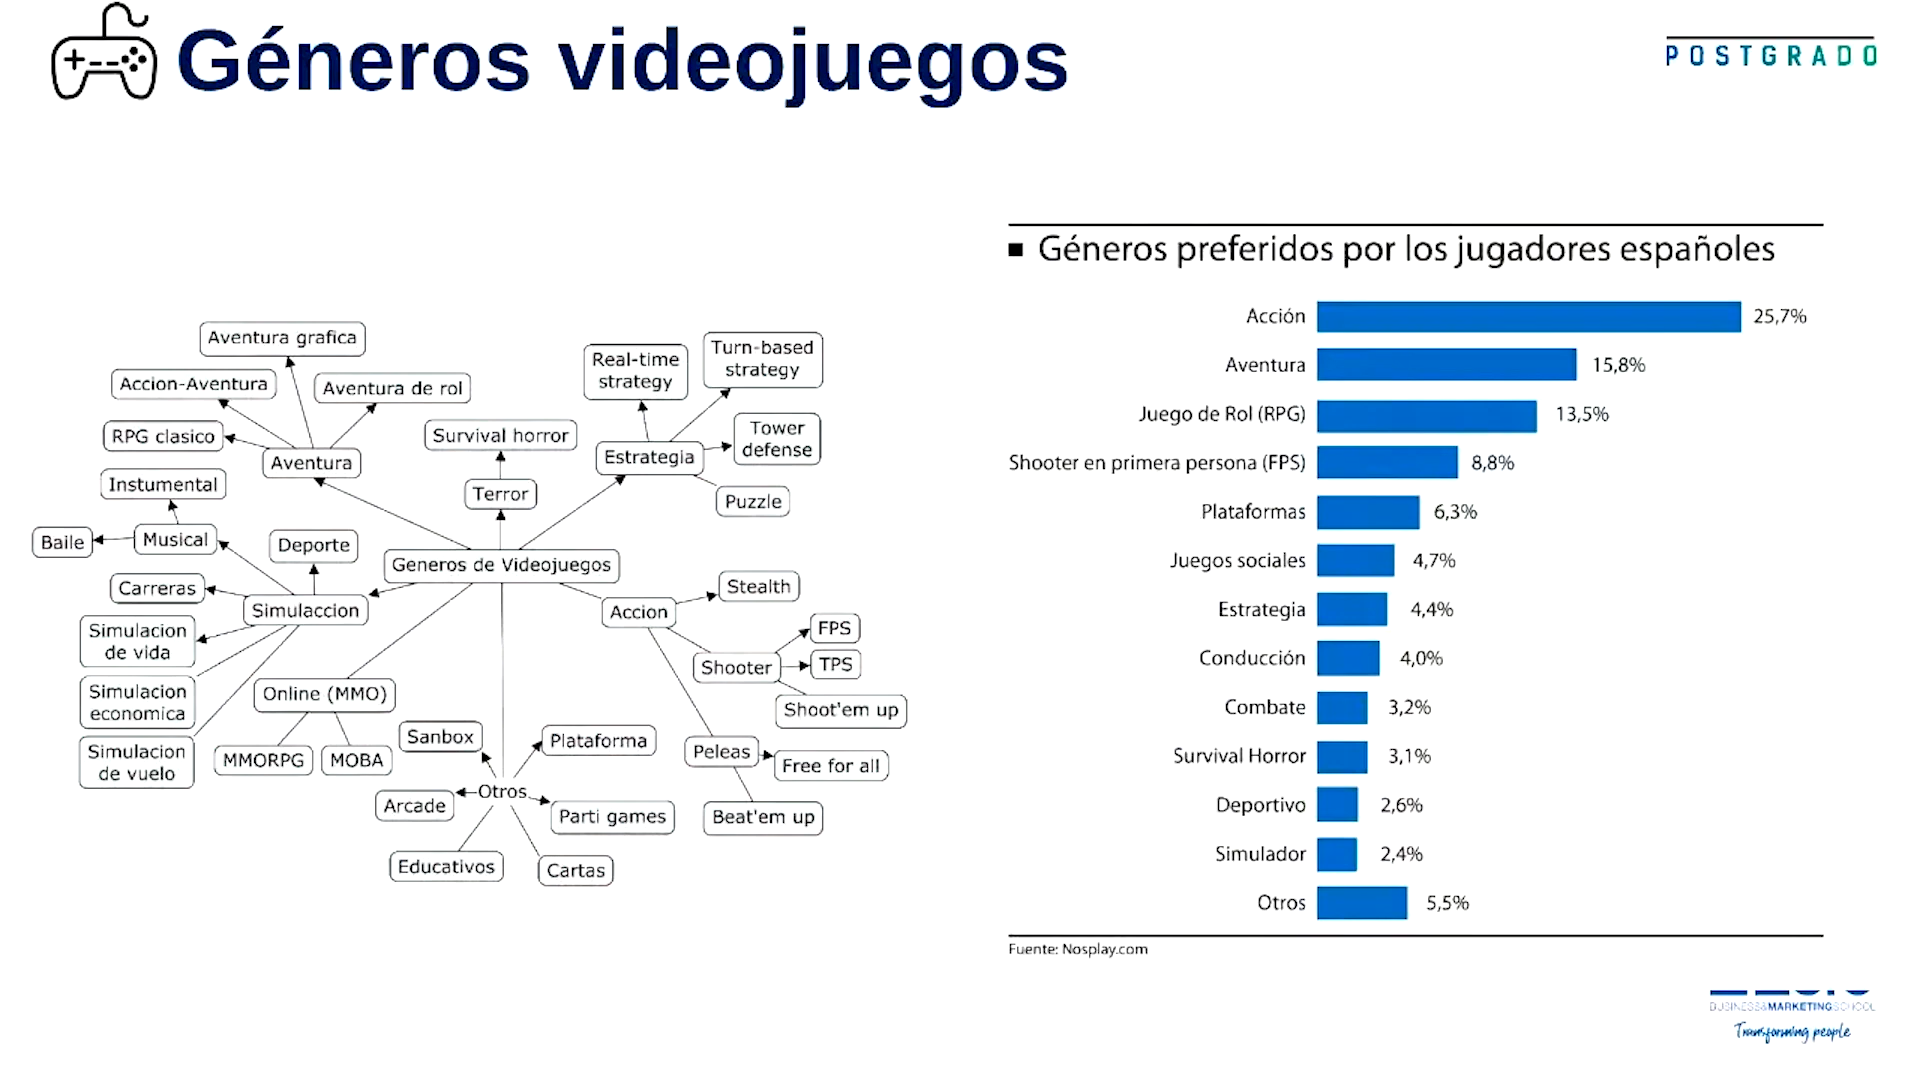 Géneros videojuegos
POSTGRADO
Aventura grafica
Accion-Aventura
Aventura de rol
RPG clasico
Aventura
Instumental
Baile
Musical
Deporte
Carreras
Simulaccion
Simulacion
de vida
Simulacion
economica
Simulacion
de vuelo
Survival horror
Terror
Real-time
strategy
Turn-based
strategy
Tower
defense
Estrategia
Puzzle
Generos de Videojuegos
Stealth
Accion
FPS
Shooter
TPS
Shoot'em up
Online (MMO)
MMORPG
MOBA
Sanbox
Plataforma
Otros
Arcade
Parti games
Educativos
Cartas
Peleas
Free for all
Beat'em up
■ Géneros preferidos por los jugadores españoles
Acción 25,7%
Aventura 15,8%
Juego de Rol (RPG) 13,5%
Shooter en primera persona (FPS) 8,8%
Plataformas 6,3%
Juegos sociales 4,7%
Estrategia 4,4%
Conducción 4,0%
Combate 3,2%
Survival Horror 3,1%
Deportivo 2,6%
Simulador 2,4%
Otros 5,5%
Fuente: Nosplay.com
BUSINESS&MARKETINGSCHOOL
Transforming people